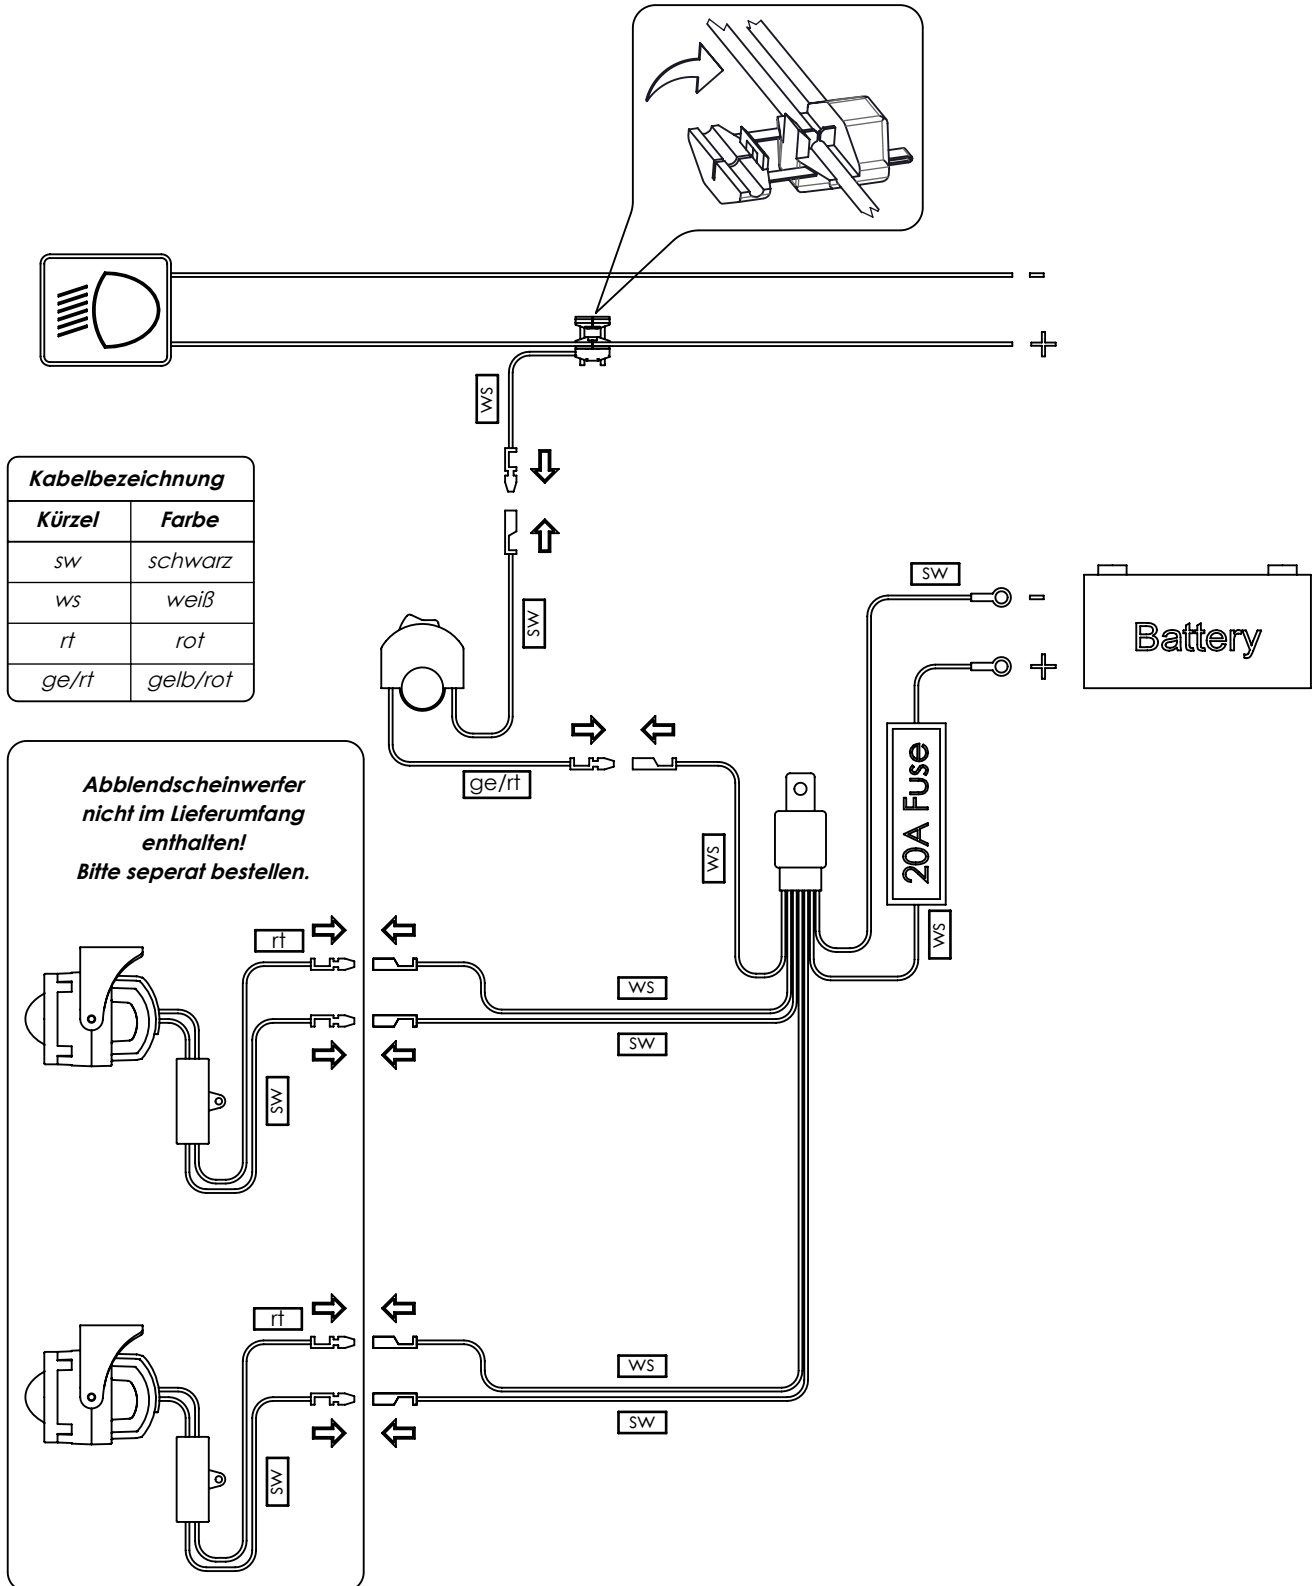 -
+
ws
Kabelbezeichnung
Kürzel Farbe
sw schwarz
ws weiß
rt rot
ge/rt gelb/rot
sw
sw
-
+
Battery
ge/rt
20A Fuse
ws
ws
Abblendscheinwerfer
nicht im Lieferumfang
enthalten!
Bitte seperat bestellen.
rt
ws
sw
sw
rt
ws
sw
sw